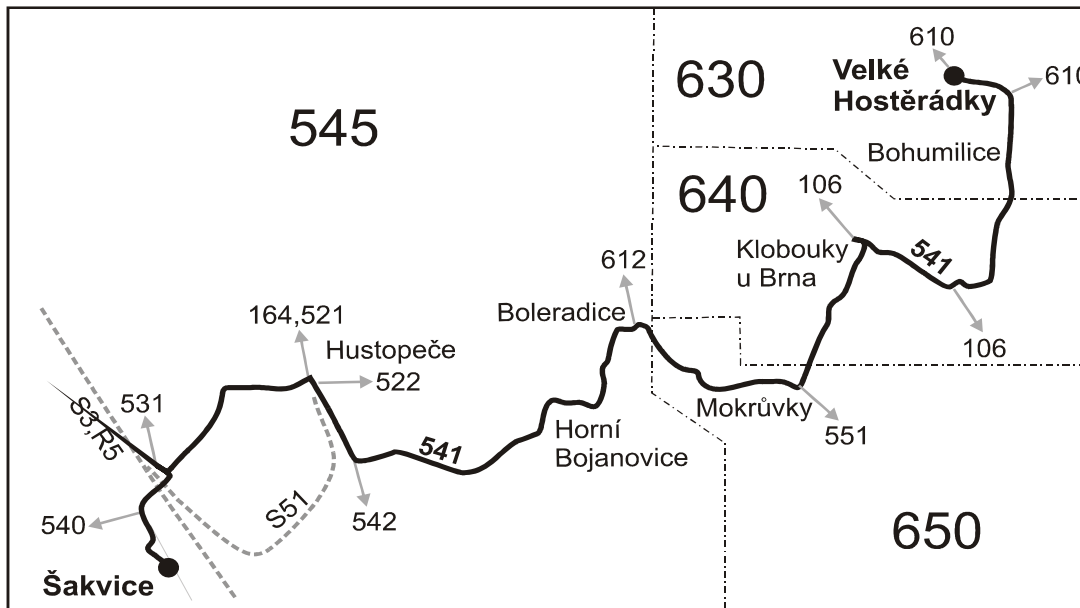 610
630
Velké
Hostěrádky
610
545
Bohumilice
640
106
Klobouky
u Brna
541
612
Boleradice
164,521
Hustopeče
522
106
531
S3,R5
Mokrůvky
551
541
Horní
Bojanovice
S51
540
542
650
Šakvice